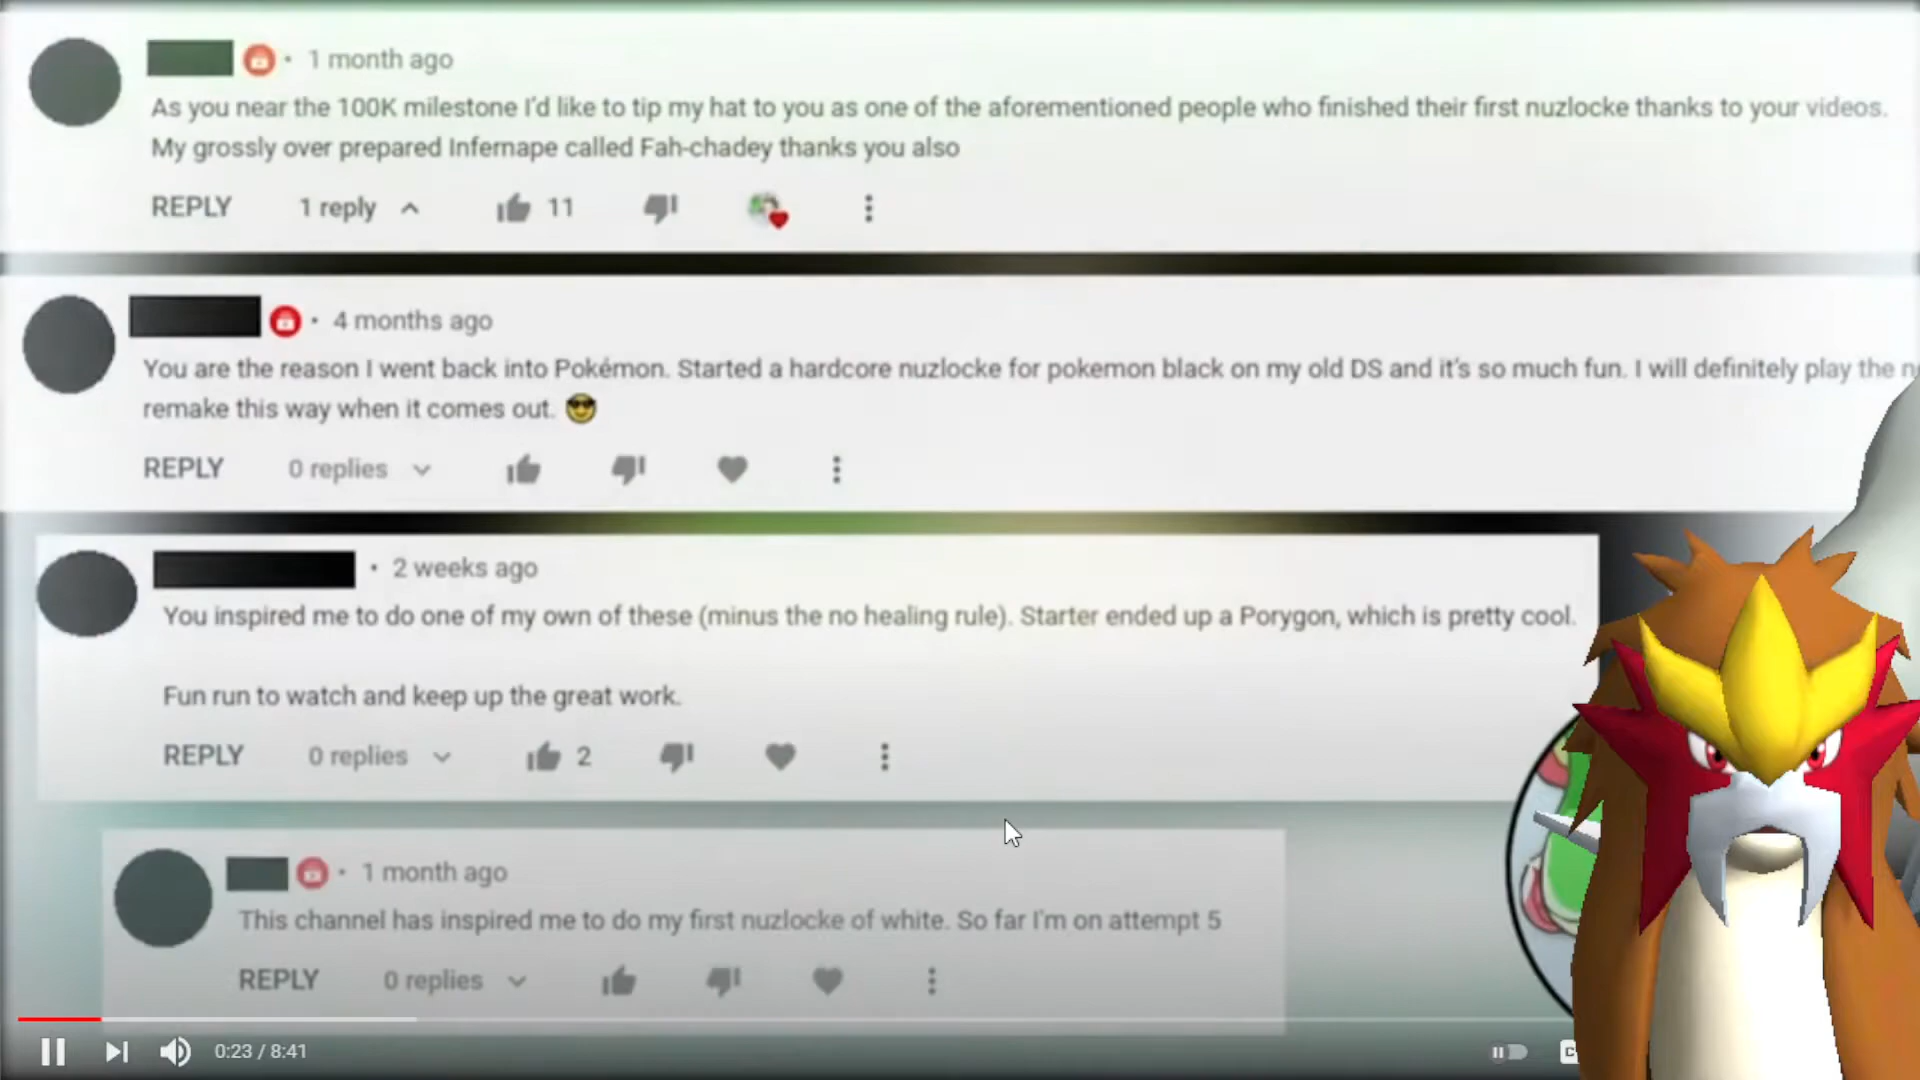 1 month ago
As you near the 100K milestone I'd like to tip my hat to you as one of the aforementioned people who finished their first nuzlocke thanks to your videos.
My grossly over prepared Infernape called Fah-chadey thanks you also
REPLY 1 reply 11
4 months ago
You are the reason I went back into Pokémon. Started a hardcore nuzlocke for pokemon black on my old DS and it's so much fun. I will definitely play the
remake this way when it comes out. 😎
REPLY 0 replies
2 weeks ago
You inspired me to do one of my own of these (minus the no healing rule). Starter ended up a Porygon, which is pretty cool.
Fun run to watch and keep up the great work.
REPLY 0 replies 2
1 month ago
This channel has inspired me to do my first nuzlocke of white. So far I'm on attempt 5
REPLY 0 replies
0:23 / 8:41